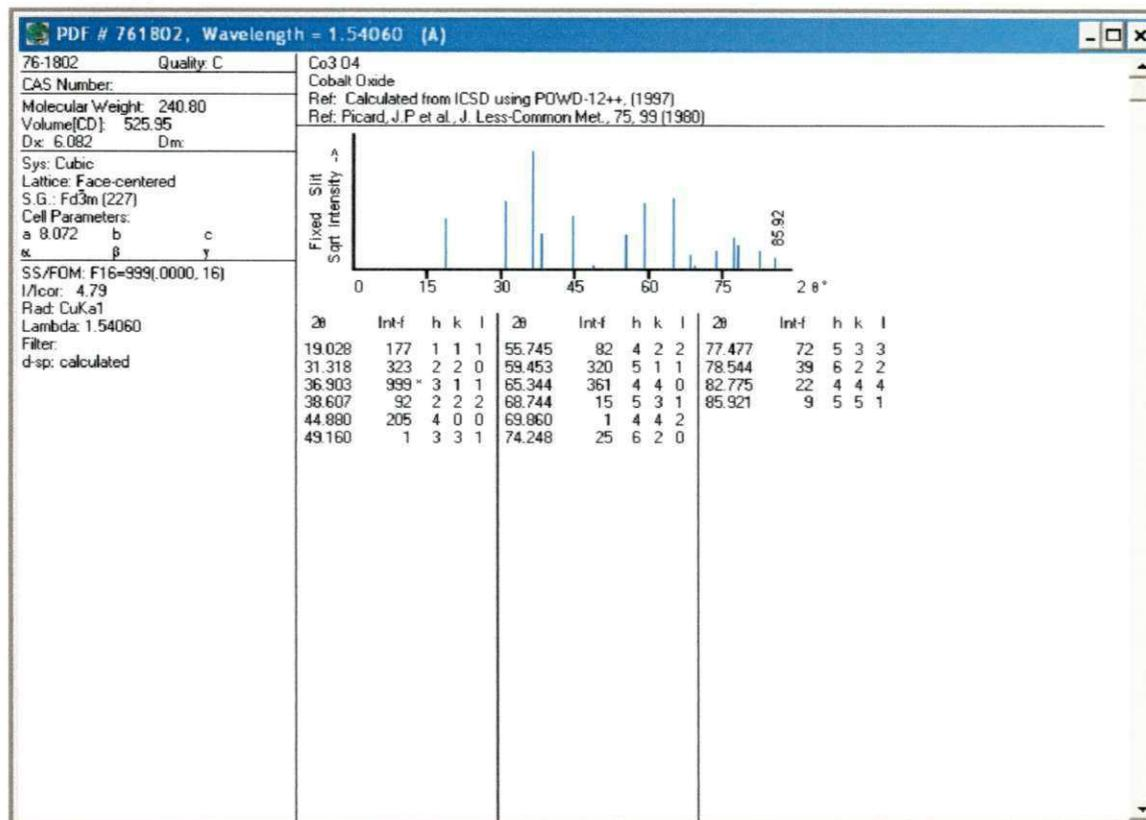 PDF # 761802, Wavelength = 1.54060 (A)
76-1802 Quality: C
CAS Number:
Molecular Weight: 240.80
Volume[CD]: 525.95
Dx: 6.082 Dm:
Sys: Cubic
Lattice: Face-centered
S.G.: Fd3̄m (227)
Cell Parameters:
a 8.072 b c
α β γ
SS/FOM: F16=999(.0000, 16)
I/Icor: 4.79
Rad: CuKa1
Lambda: 1.54060
Filter:
d-sp: calculated
Co3 O4
Cobalt Oxide
Ref: Calculated from ICSD using POWD-12++, (1997)
Ref: Picard, J.P et al., J. Less-Common Met., 75, 99 (1980)
Fixed Slit
Sqrt Intensity ->
85.92
0 15 30 45 60 75 2 θ°
2θ Int-f h k l 2θ Int-f h k l 2θ Int-f h k l
19.028 177 1 1 1 55.745 82 4 2 2 77.477 72 5 3 3
31.318 323 2 2 0 59.453 320 5 1 1 78.544 39 6 2 2
36.903 999 * 3 1 1 65.344 361 4 4 0 82.775 22 4 4 4
38.607 92 2 2 2 68.744 15 5 3 1 85.921 9 5 5 1
44.880 205 4 0 0 69.860 1 4 4 2
49.160 1 3 3 1 74.248 25 6 2 0